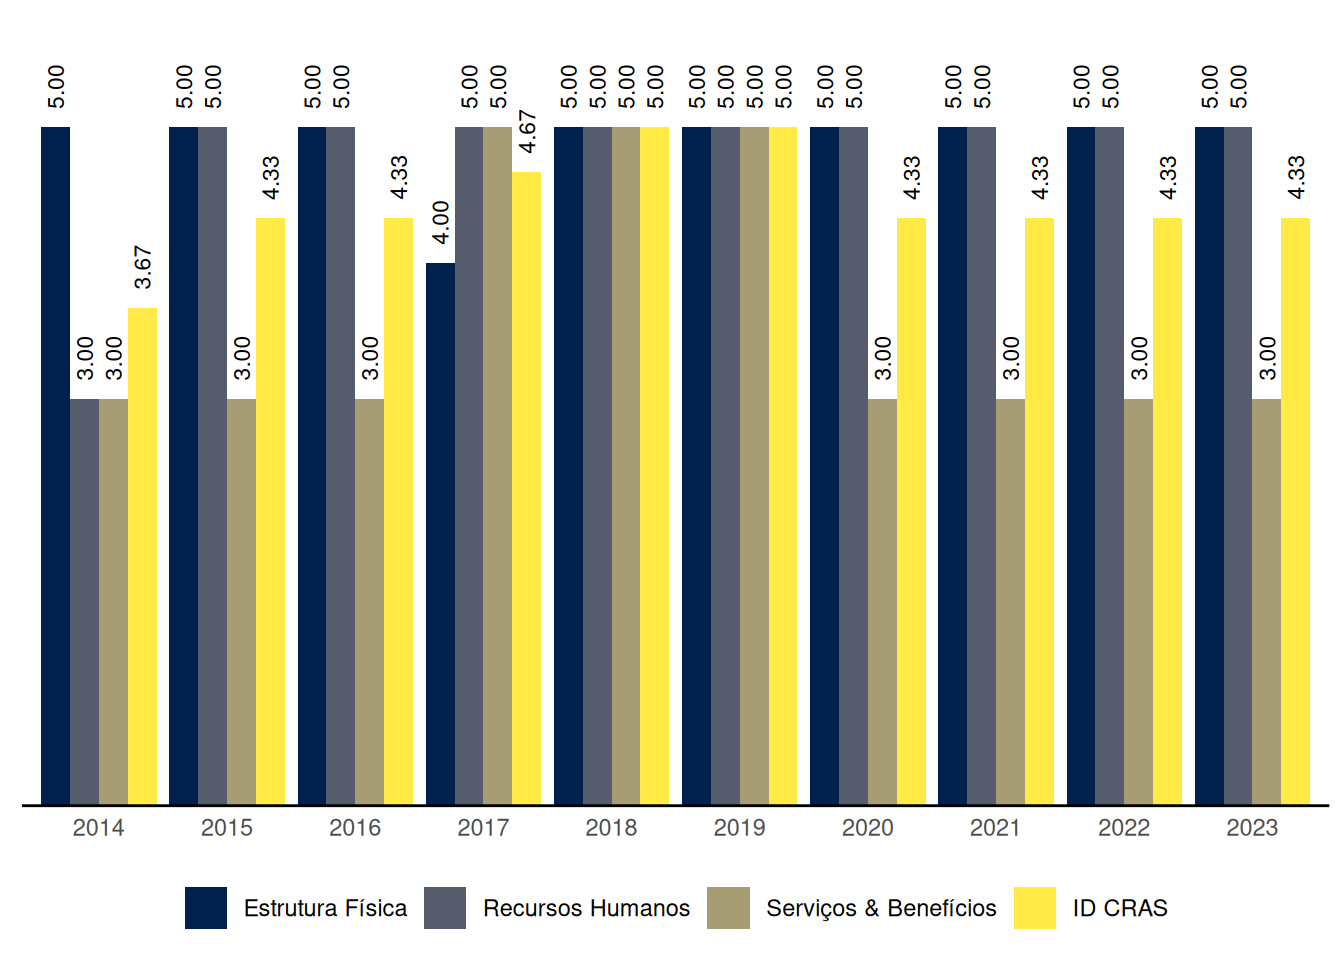 5.00 3.00 3.00 3.67 5.00 5.00 3.00 4.33 5.00 5.00 3.00 4.33 4.00 5.00 5.00 4.67 5.00 5.00 5.00 5.00 5.00 5.00 5.00 5.00 5.00 5.00 3.00 4.33 5.00 5.00 3.00 4.33 5.00 5.00 3.00 4.33 5.00 5.00 3.00 4.33
2014 2015 2016 2017 2018 2019 2020 2021 2022 2023
Estrutura Física Recursos Humanos Serviços & Benefícios ID CRAS